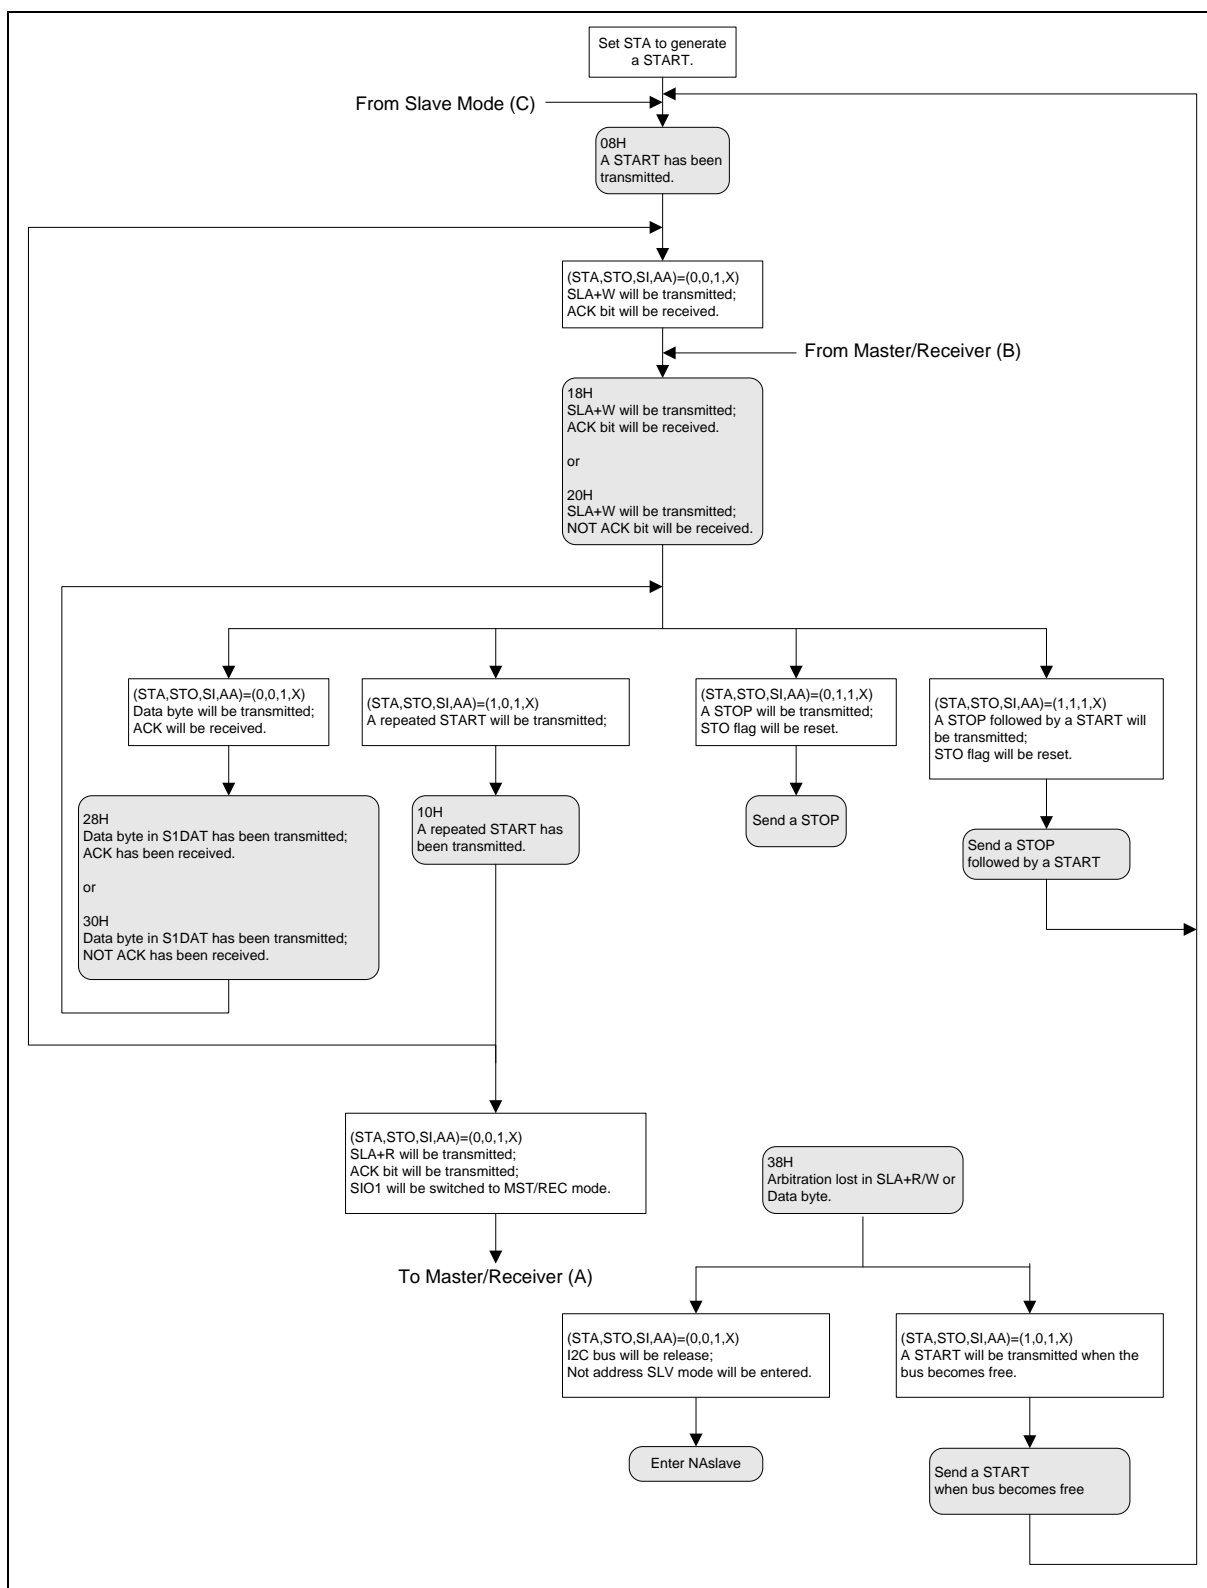 Set STA to generate
a START.
From Slave Mode (C)
08H
A START has been
transmitted.
(STA,STO,SI,AA)=(0,0,1,X)
SLA+W will be transmitted;
ACK bit will be received.
From Master/Receiver (B)
18H
SLA+W will be transmitted;
ACK bit will be received.
or
20H
SLA+W will be transmitted;
NOT ACK bit will be received.
(STA,STO,SI,AA)=(0,0,1,X)
Data byte will be transmitted;
ACK will be received.
(STA,STO,SI,AA)=(1,0,1,X)
A repeated START will be transmitted;
(STA,STO,SI,AA)=(0,1,1,X)
A STOP will be transmitted;
STO flag will be reset.
(STA,STO,SI,AA)=(1,1,1,X)
A STOP followed by a START will
be transmitted;
STO flag will be reset.
28H
Data byte in S1DAT has been transmitted;
ACK has been received.
or
30H
Data byte in S1DAT has been transmitted;
NOT ACK has been received.
10H
A repeated START has
been transmitted.
Send a STOP
Send a STOP
followed by a START
(STA,STO,SI,AA)=(0,0,1,X)
SLA+R will be transmitted;
ACK bit will be transmitted;
SIO1 will be switched to MST/REC mode.
To Master/Receiver (A)
38H
Arbitration lost in SLA+R/W or
Data byte.
(STA,STO,SI,AA)=(0,0,1,X)
I2C bus will be release;
Not address SLV mode will be entered.
(STA,STO,SI,AA)=(1,0,1,X)
A START will be transmitted when the
bus becomes free.
Enter NAslave
Send a START
when bus becomes free